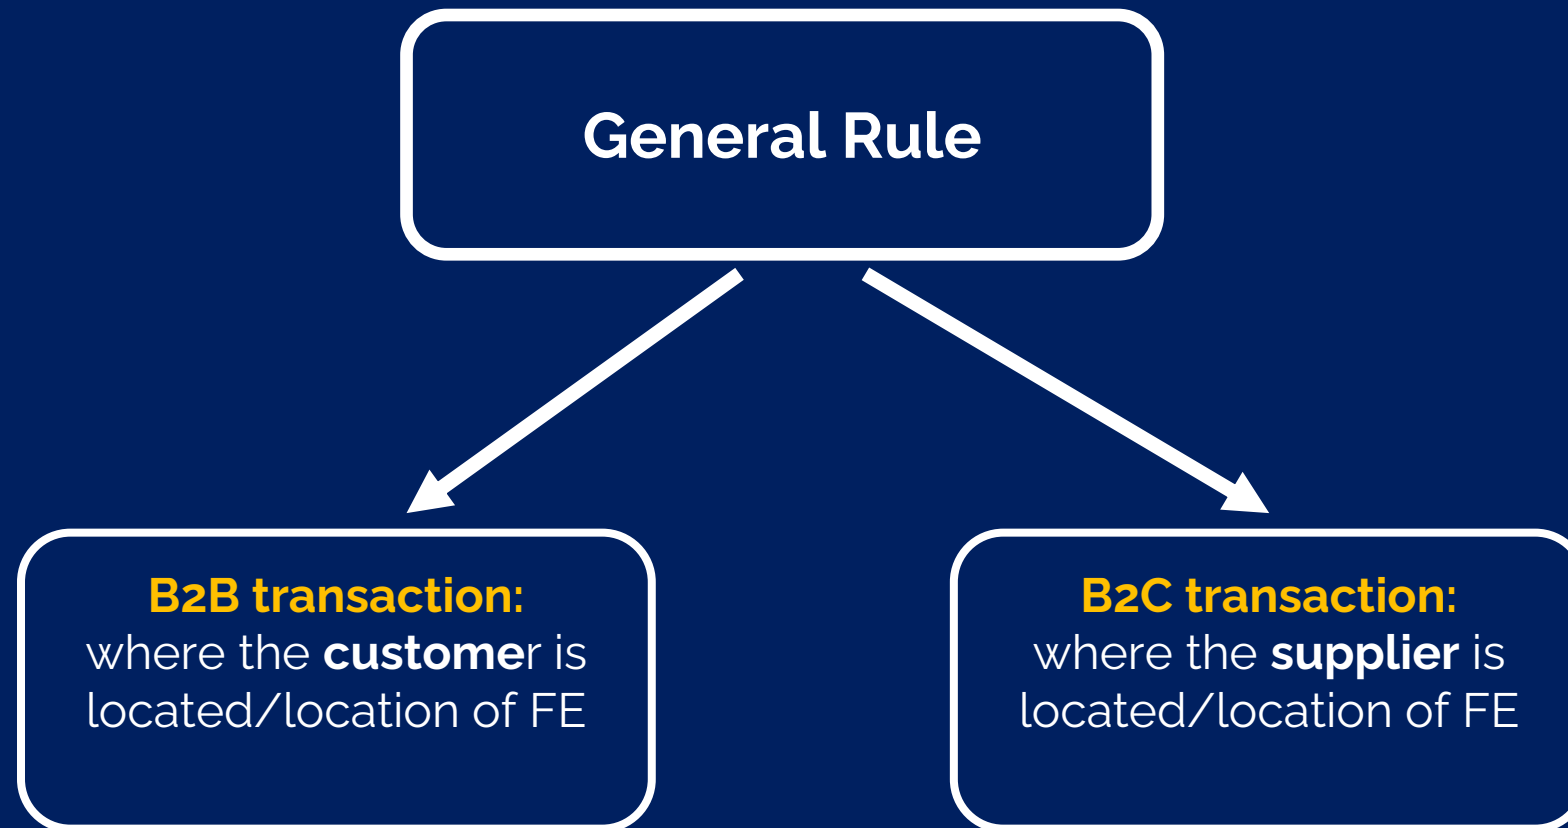 General Rule
B2B transaction:
where the customer is
located/location of FE
B2C transaction:
where the supplier is
located/location of FE